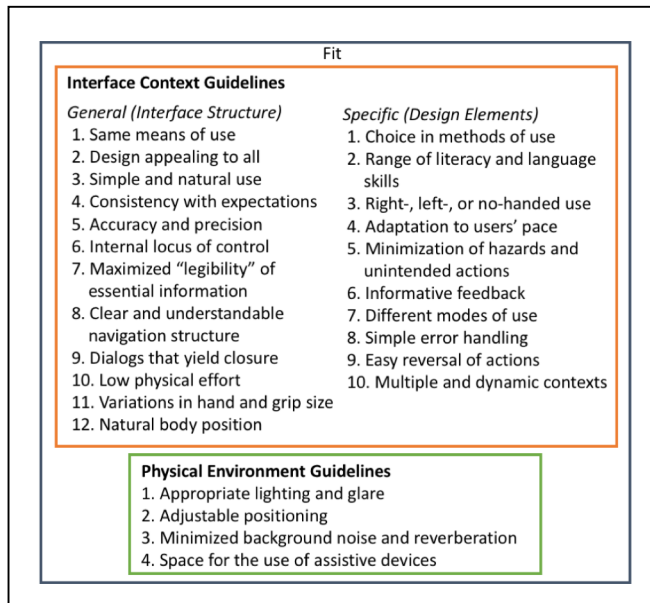 Fit
Interface Context Guidelines
General (Interface Structure)
1. Same means of use
2. Design appealing to all
3. Simple and natural use
4. Consistency with expectations
5. Accuracy and precision
6. Internal locus of control
7. Maximized “legibility” of
essential information
8. Clear and understandable
navigation structure
9. Dialogs that yield closure
10. Low physical effort
11. Variations in hand and grip size
12. Natural body position
Specific (Design Elements)
1. Choice in methods of use
2. Range of literacy and language
skills
3. Right-, left-, or no-handed use
4. Adaptation to users’ pace
5. Minimization of hazards and
unintended actions
6. Informative feedback
7. Different modes of use
8. Simple error handling
9. Easy reversal of actions
10. Multiple and dynamic contexts
Physical Environment Guidelines
1. Appropriate lighting and glare
2. Adjustable positioning
3. Minimized background noise and reverberation
4. Space for the use of assistive devices